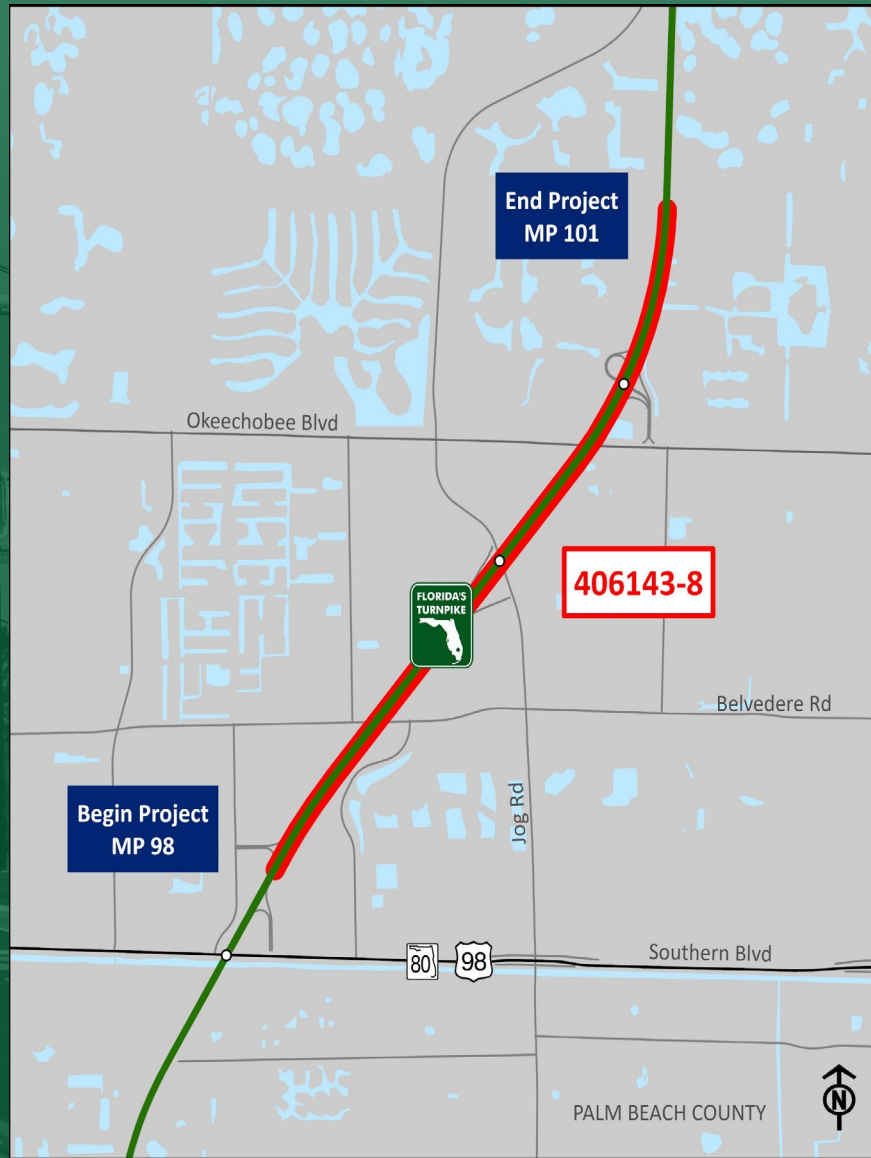 End Project
MP 101
Okeechobee Blvd
406143-8
FLORIDA'S
TURNPIKE
Belvedere Rd
Begin Project
MP 98
Jog Rd
Southern Blvd
80
98
PALM BEACH COUNTY
N